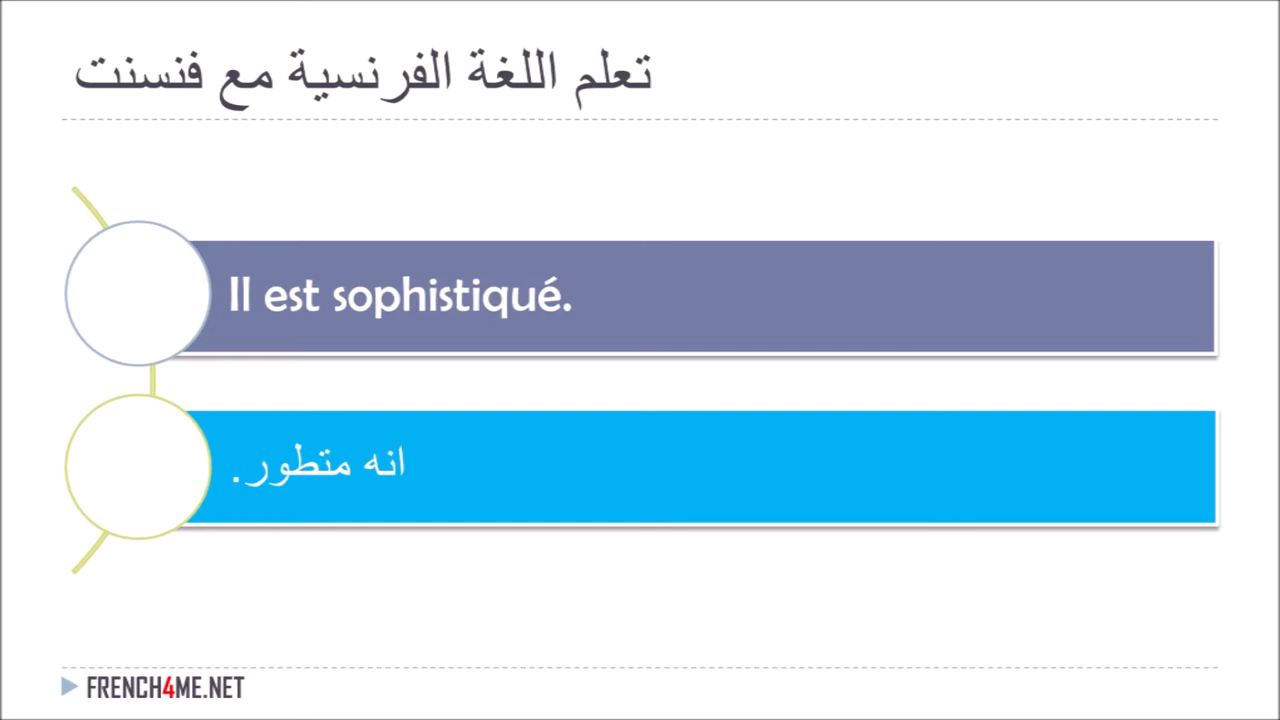 تعلم اللغة الفرنسية مع فنسنت
Il est sophistiqué.
انه متطور.
FRENCH4ME.NET